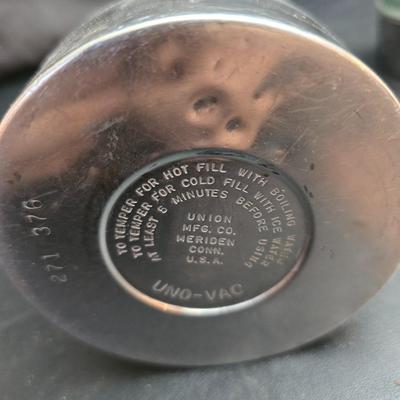 TO TEMPER FOR HOT FILL WITH BOILING WATER
TO TEMPER FOR COLD FILL WITH ICE WATER
AT LEAST 5 MINUTES BEFORE USING
UNION
MFG. CO.
MERIDEN
CONN.
U.S.A.
UNO-VAC
271 376